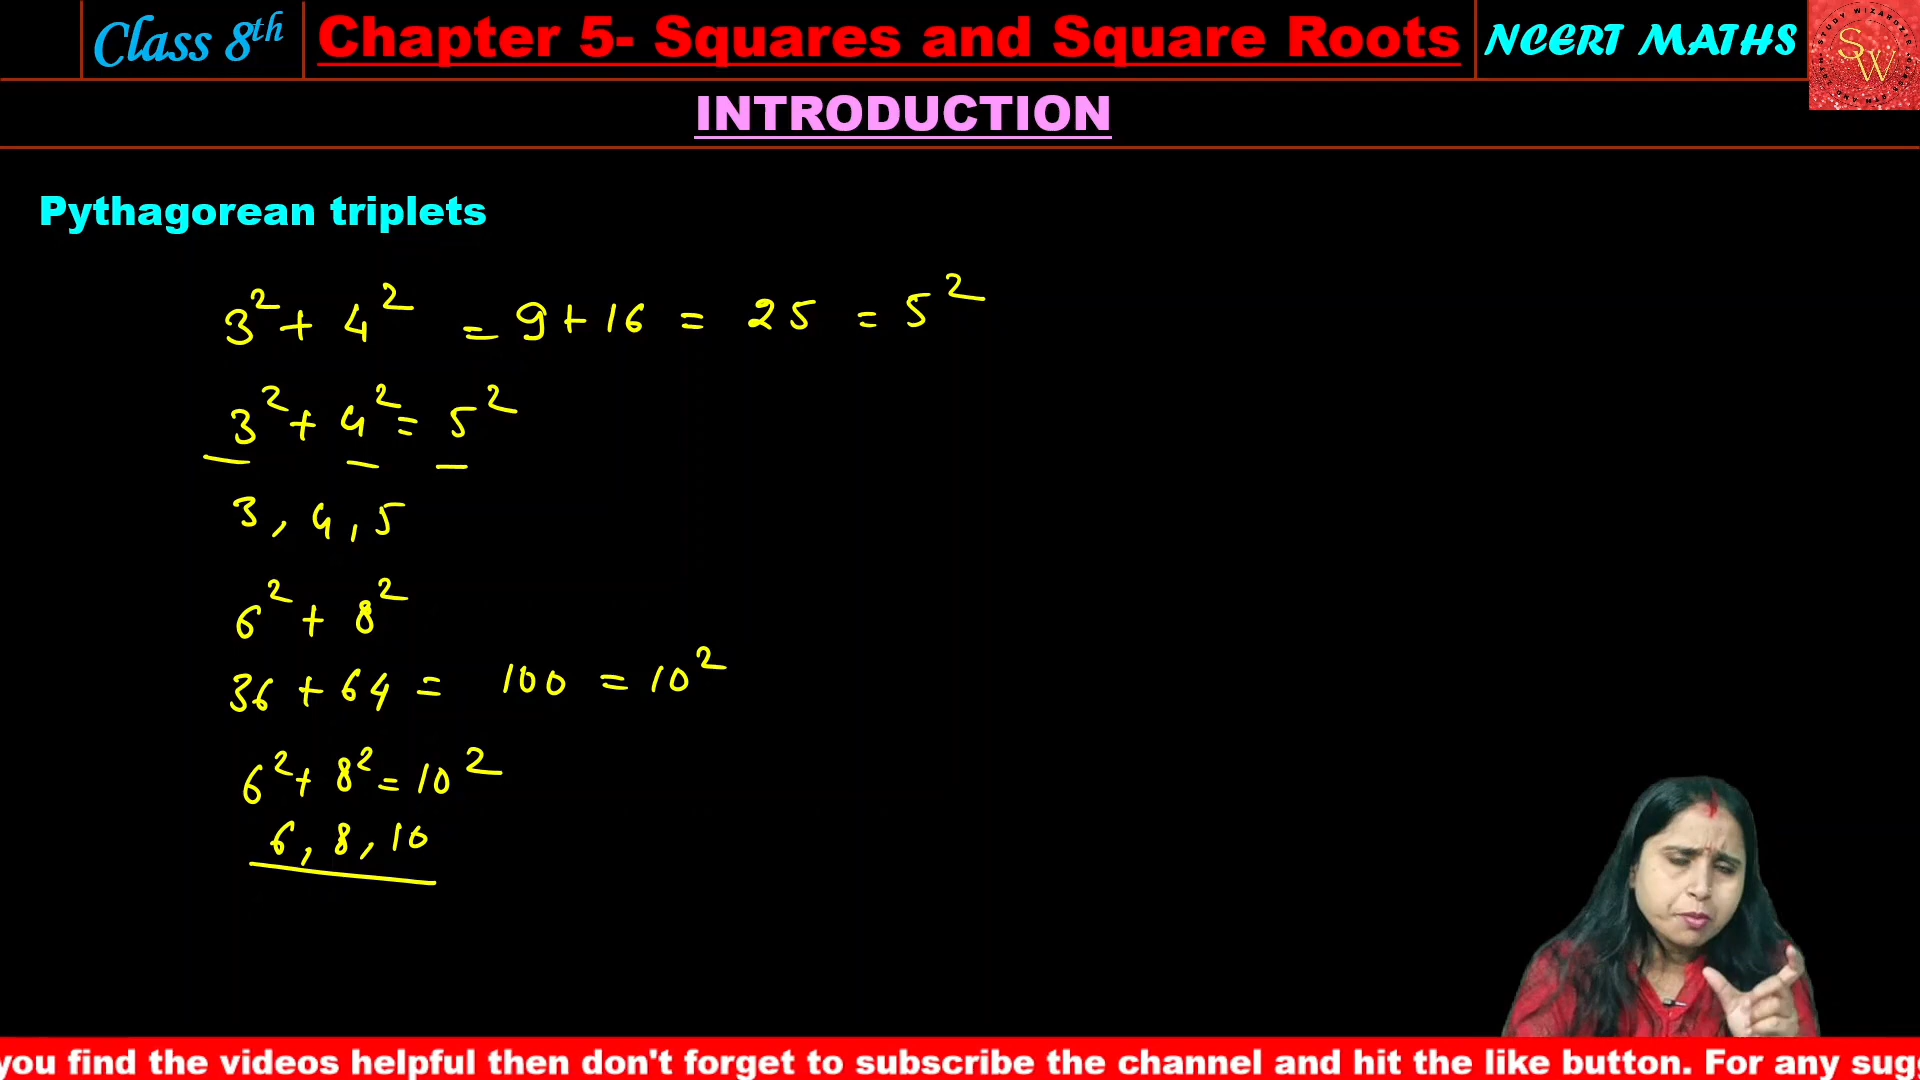 Class 8th
Chapter 5- Squares and Square Roots
NCERT MATHS
SW
INTRODUCTION
Pythagorean triplets
3² + 4² = 9 + 16 = 25 = 5²
3² + 4² = 5²
3, 4, 5
6² + 8²
36 + 64 = 100 = 10²
6² + 8² = 10²
6, 8, 10
you find the videos helpful then don't forget to subscribe the channel and hit the like button. For any sugg